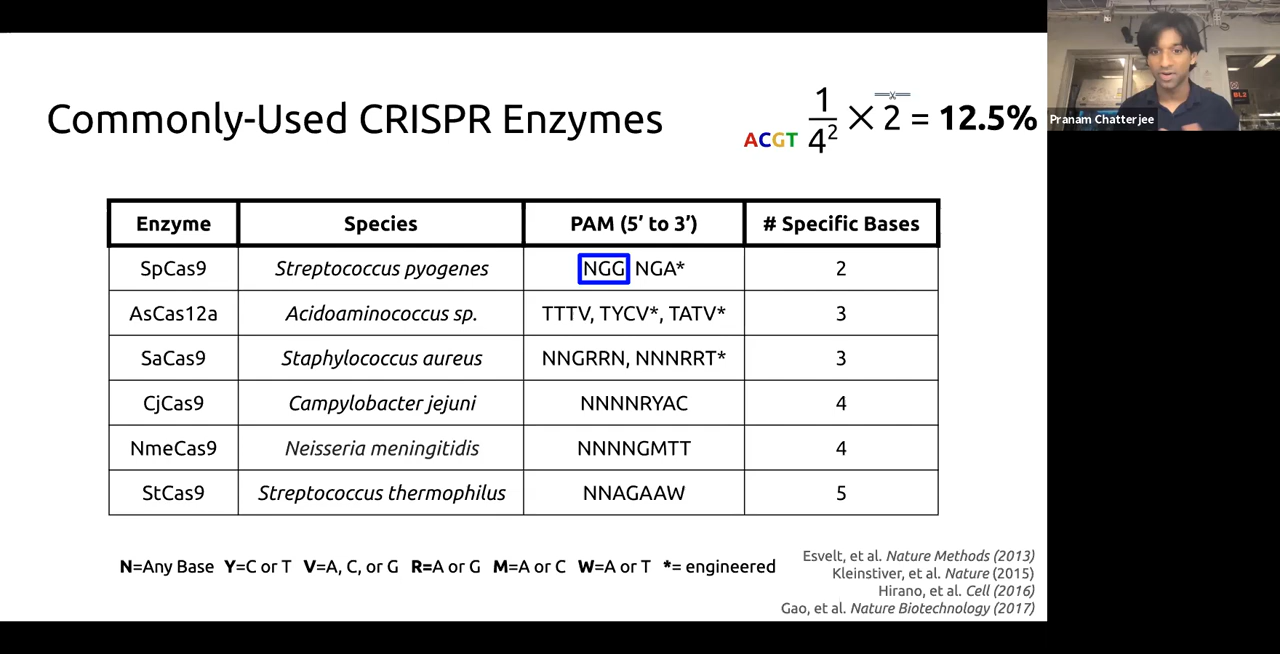 Commonly-Used CRISPR Enzymes
ACGT 1/4² × 2 = 12.5%
Pranam Chatterjee
BL2
Enzyme Species PAM (5’ to 3’) # Specific Bases
SpCas9 Streptococcus pyogenes NGG NGA* 2
AsCas12a Acidoaminococcus sp. TTTV, TYCV*, TATV* 3
SaCas9 Staphylococcus aureus NNGRRN, NNNRRT* 3
CjCas9 Campylobacter jejuni NNNNRYAC 4
NmeCas9 Neisseria meningitidis NNNNGMTT 4
StCas9 Streptococcus thermophilus NNAGAAW 5
N=Any Base Y=C or T V=A, C, or G R=A or G M=A or C W=A or T *= engineered
Esvelt, et al. Nature Methods (2013)
Kleinstiver, et al. Nature (2015)
Hirano, et al. Cell (2016)
Gao, et al. Nature Biotechnology (2017)